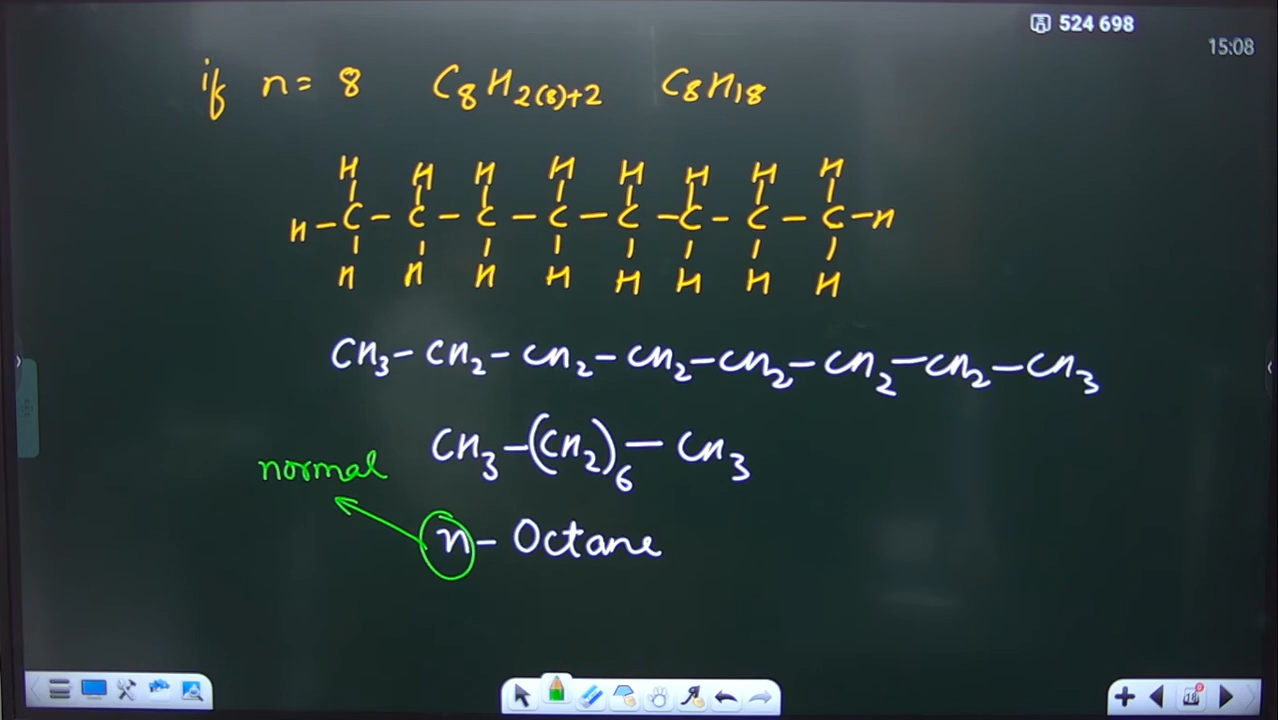 524 698
15:08
if n = 8 C8H2(8)+2 C8H18
H H H H H H H H
H - C - C - C - C - C - C - C - C - H
H H H H H H H H
CH3 - CH2 - CH2 - CH2 - CH2 - CH2 - CH2 - CH3
CH3 - (CH2)6 - CH3
normal
n - Octane
18